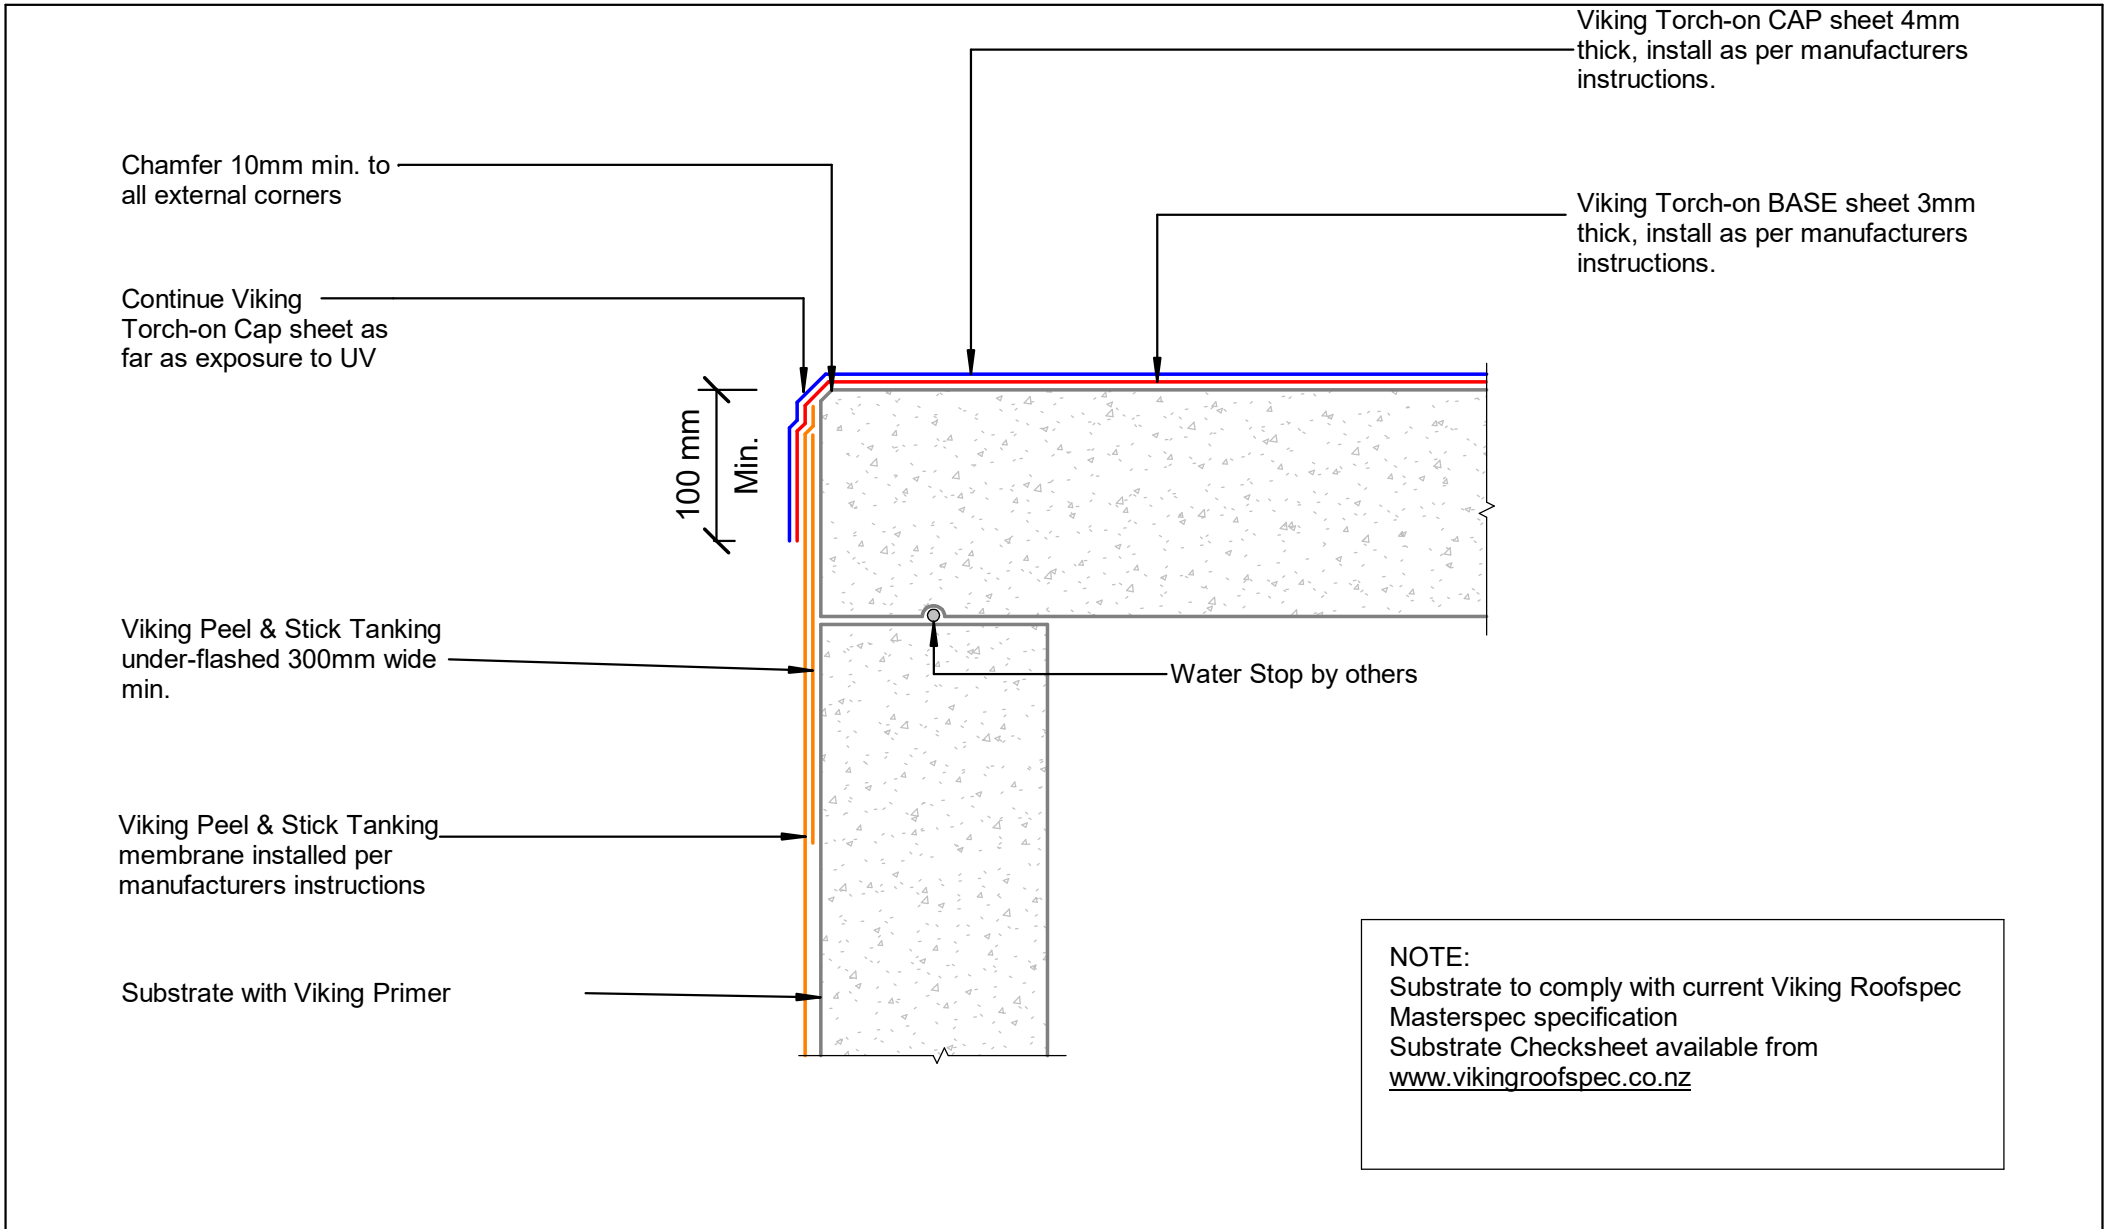 Viking Torch-on CAP sheet 4mm
thick, install as per manufacturers
instructions.
Chamfer 10mm min. to
all external corners
Viking Torch-on BASE sheet 3mm
thick, install as per manufacturers
instructions.
Continue Viking
Torch-on Cap sheet as
far as exposure to UV
100 mm
Min.
Viking Peel & Stick Tanking
under-flashed 300mm wide
min.
Water Stop by others
Viking Peel & Stick Tanking
membrane installed per
manufacturers instructions
Substrate with Viking Primer
NOTE:
Substrate to comply with current Viking Roofspec
Masterspec specification
Substrate Checksheet available from
www.vikingroofspec.co.nz